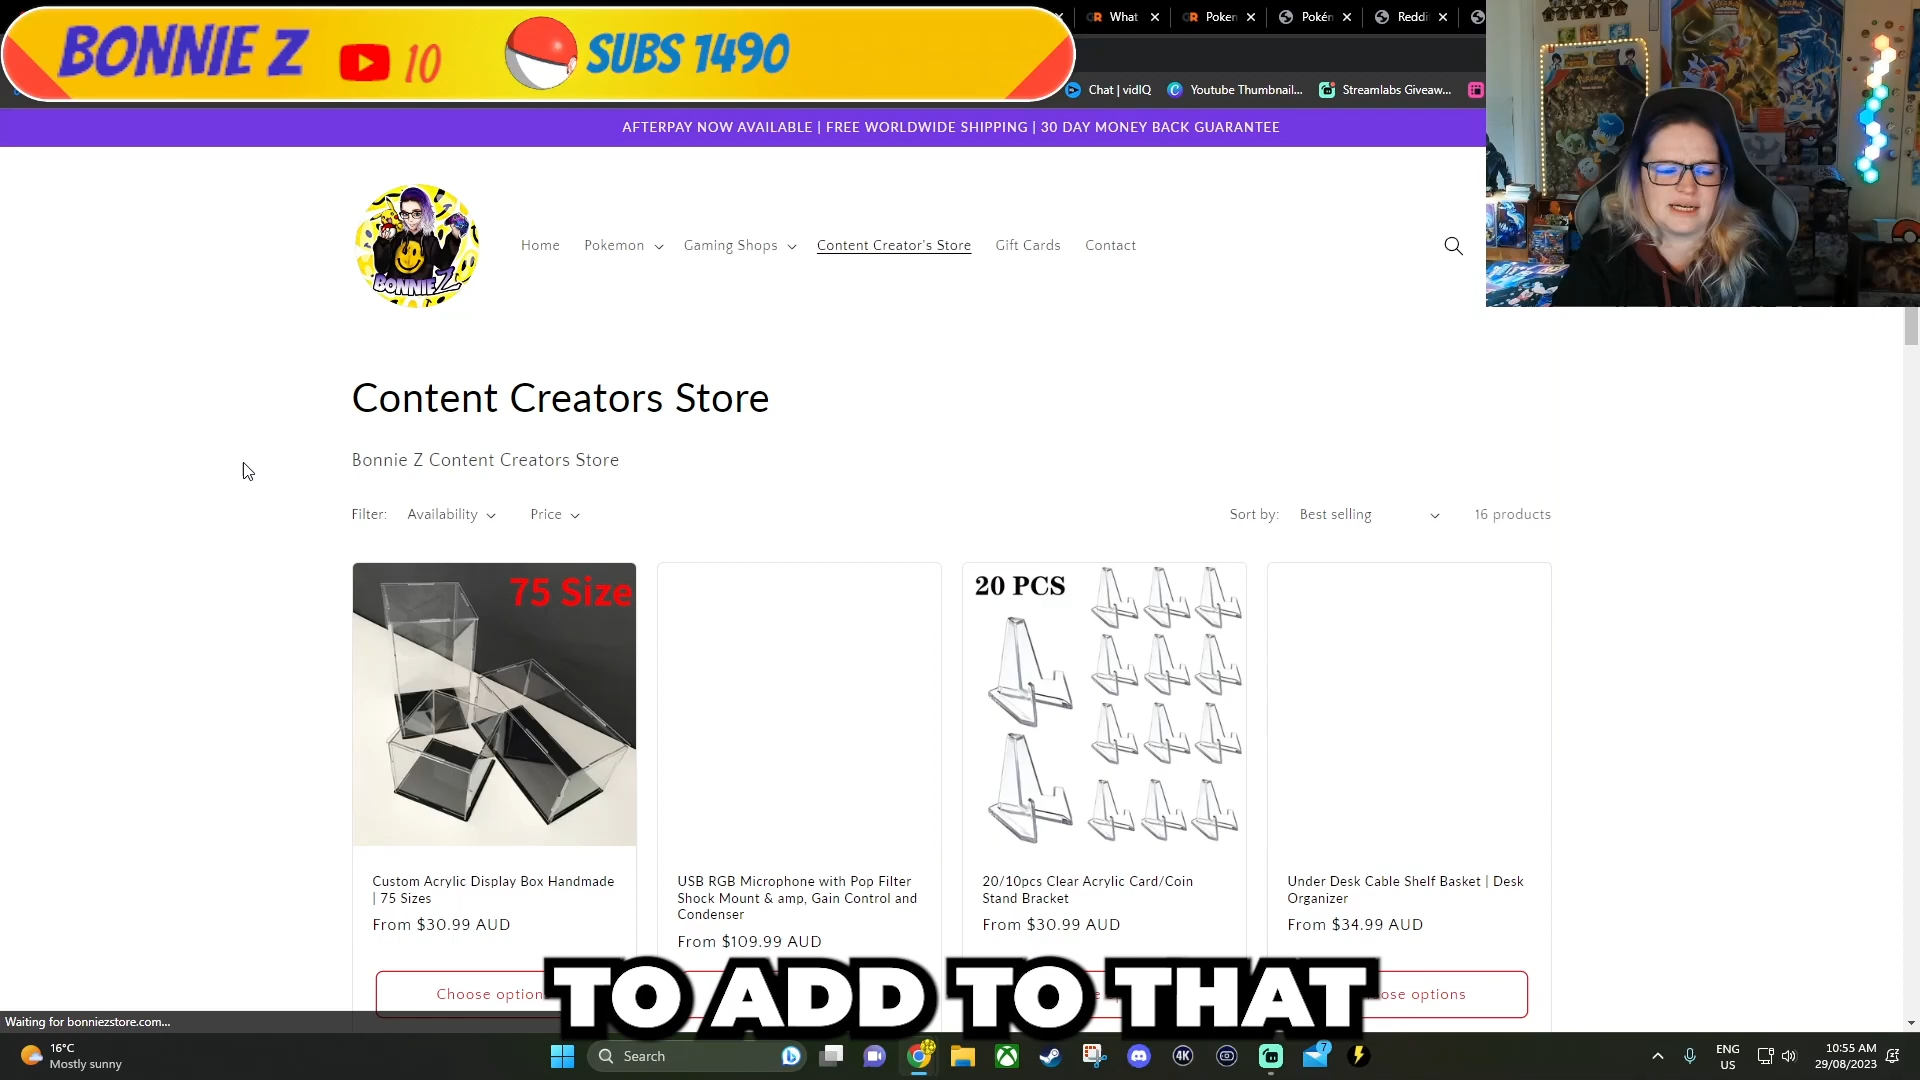 BONNIE Z 10 SUBS 1490
What
Poken
Pokén
Reddi
Chat | vidIQ
Youtube Thumbnail...
Streamlabs Giveaw...
AFTERPAY NOW AVAILABLE | FREE WORLDWIDE SHIPPING | 30 DAY MONEY BACK GUARANTEE
BONNIE Z
Home
Pokemon
Gaming Shops
Content Creator's Store
Gift Cards
Contact
Content Creators Store
Bonnie Z Content Creators Store
Filter: Availability Price
Sort by: Best selling 16 products
75 Size
20 PCS
Custom Acrylic Display Box Handmade
| 75 Sizes
From $30.99 AUD
USB RGB Microphone with Pop Filter
Shock Mount & amp, Gain Control and
Condenser
From $109.99 AUD
20/10pcs Clear Acrylic Card/Coin
Stand Bracket
From $30.99 AUD
Under Desk Cable Shelf Basket | Desk
Organizer
From $34.99 AUD
Choose option
ose options
TO ADD TO THAT
Waiting for bonniezstore.com...
16°C
Mostly sunny
Search
4K
7
ENG
US
10:55 AM
29/08/2023